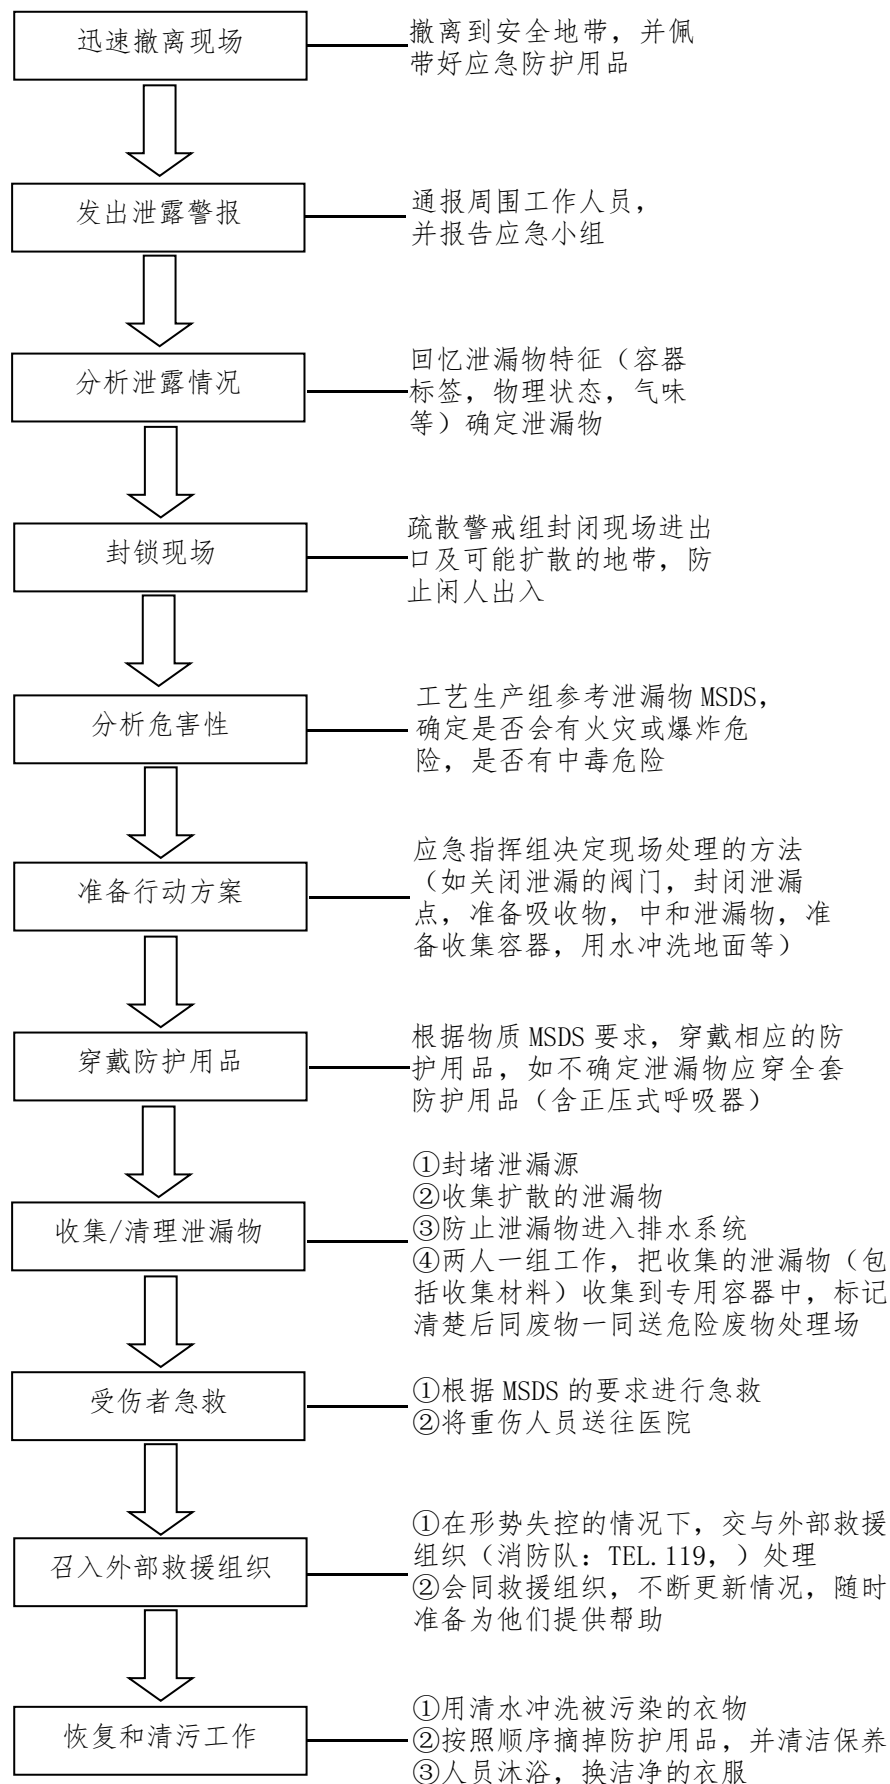 迅速撤离现场
撤离到安全地带，并佩
带好应急防护用品
发出泄露警报
通报周围工作人员，
并报告应急小组
分析泄露情况
回忆泄漏物特征（容器
标签，物理状态，气味
等）确定泄漏物
封锁现场
疏散警戒组封闭现场进出
口及可能扩散的地带，防
止闲人出入
分析危害性
工艺生产组参考泄漏物 MSDS，
确定是否会有火灾或爆炸危
险，是否有中毒危险
准备行动方案
应急指挥组决定现场处理的方法
（如关闭泄漏的阀门，封闭泄漏
点，准备吸收物，中和泄漏物，准
备收集容器，用水冲洗地面等）
穿戴防护用品
根据物质 MSDS 要求，穿戴相应的防
护用品，如不确定泄漏物应穿全套
防护用品（含正压式呼吸器）
收集/清理泄漏物
①封堵泄漏源
②收集扩散的泄漏物
③防止泄漏物进入排水系统
④两人一组工作，把收集的泄漏物（包
括收集材料）收集到专用容器中，标记
清楚后同废物一同送危险废物处理场
受伤者急救
①根据 MSDS 的要求进行急救
②将重伤人员送往医院
召入外部救援组织
①在形势失控的情况下，交与外部救援
组织（消防队：TEL.119，）处理
②会同救援组织，不断更新情况，随时
准备为他们提供帮助
恢复和清污工作
①用清水冲洗被污染的衣物
②按照顺序摘掉防护用品，并清洁保养
③人员沐浴，换洁净的衣服